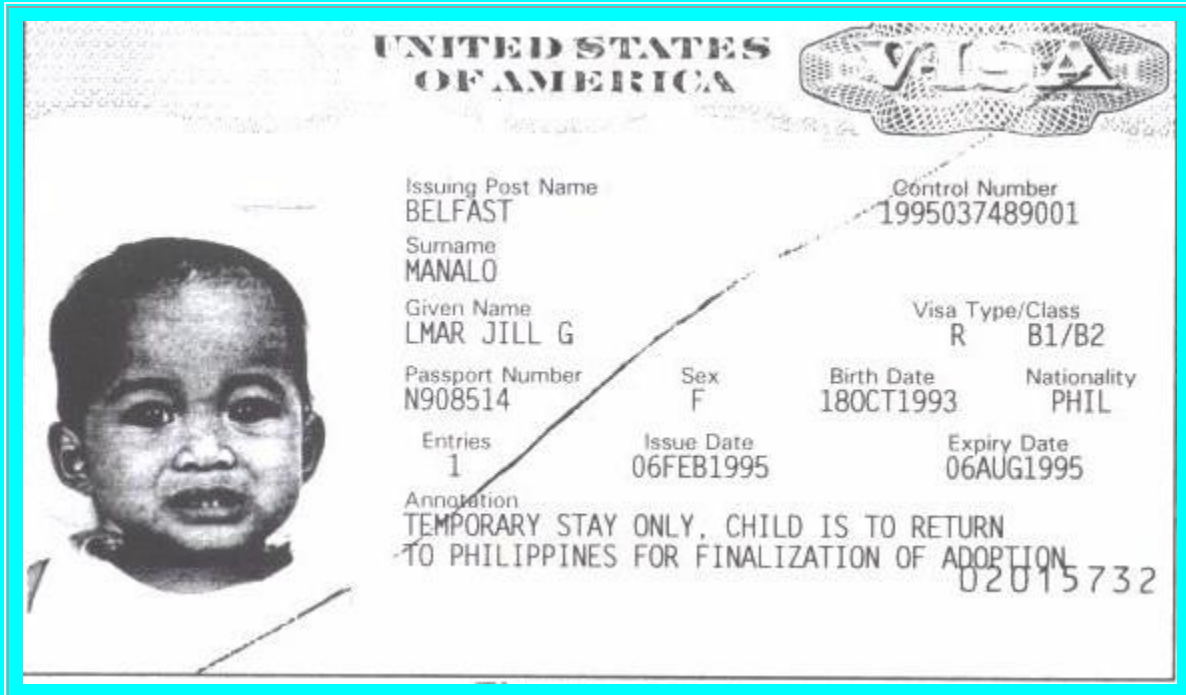 UNITED STATES
OF AMERICA
VISA
Issuing Post Name Control Number
BELFAST 1995037489001
Surname
MANALO
Given Name Visa Type/Class
LMAR JILL G R B1/B2
Passport Number Sex Birth Date Nationality
N908514 F 18OCT1993 PHIL
Entries Issue Date Expiry Date
1 06FEB1995 06AUG1995
Annotation
TEMPORARY STAY ONLY, CHILD IS TO RETURN
TO PHILIPPINES FOR FINALIZATION OF ADOPTION
02015732